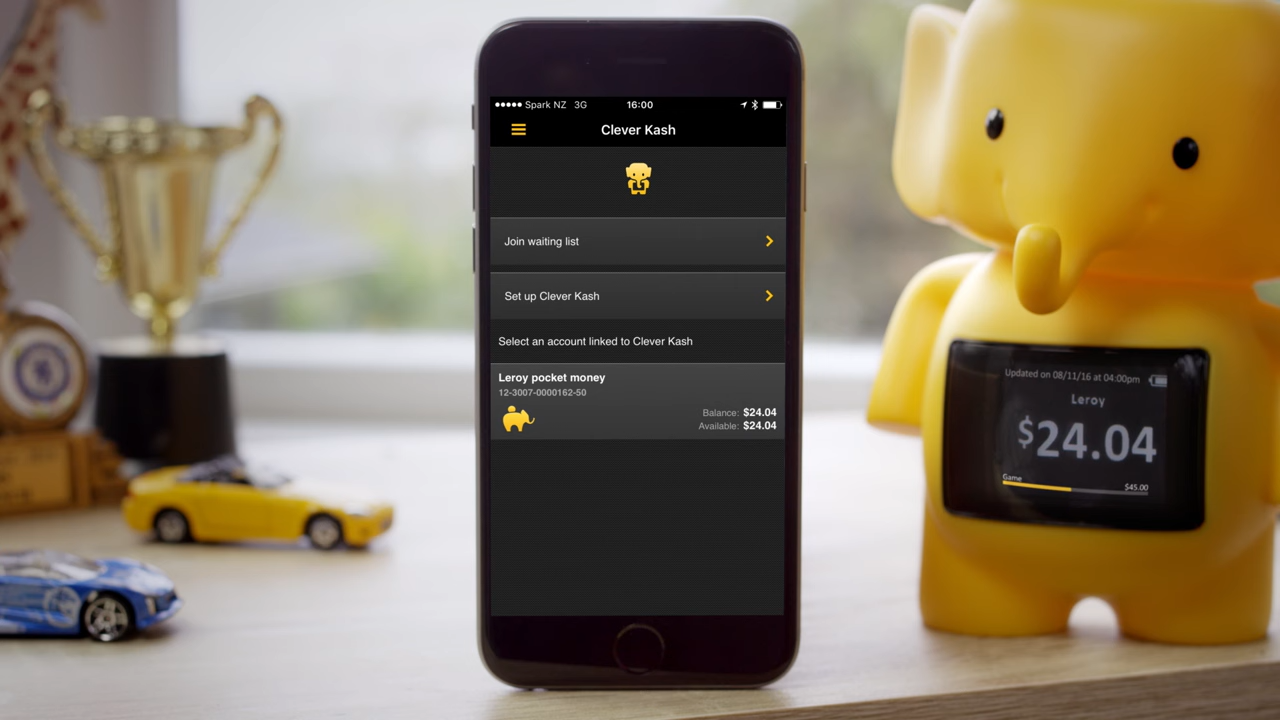 Spark NZ 3G 16:00
Clever Kash
Join waiting list
Set up Clever Kash
Select an account linked to Clever Kash
Leroy pocket money
12-3007-0000162-50
Balance: $24.04
Available: $24.04
Updated on 08/11/16 at 04:00pm
Leroy
$24.04
Game
$45.00